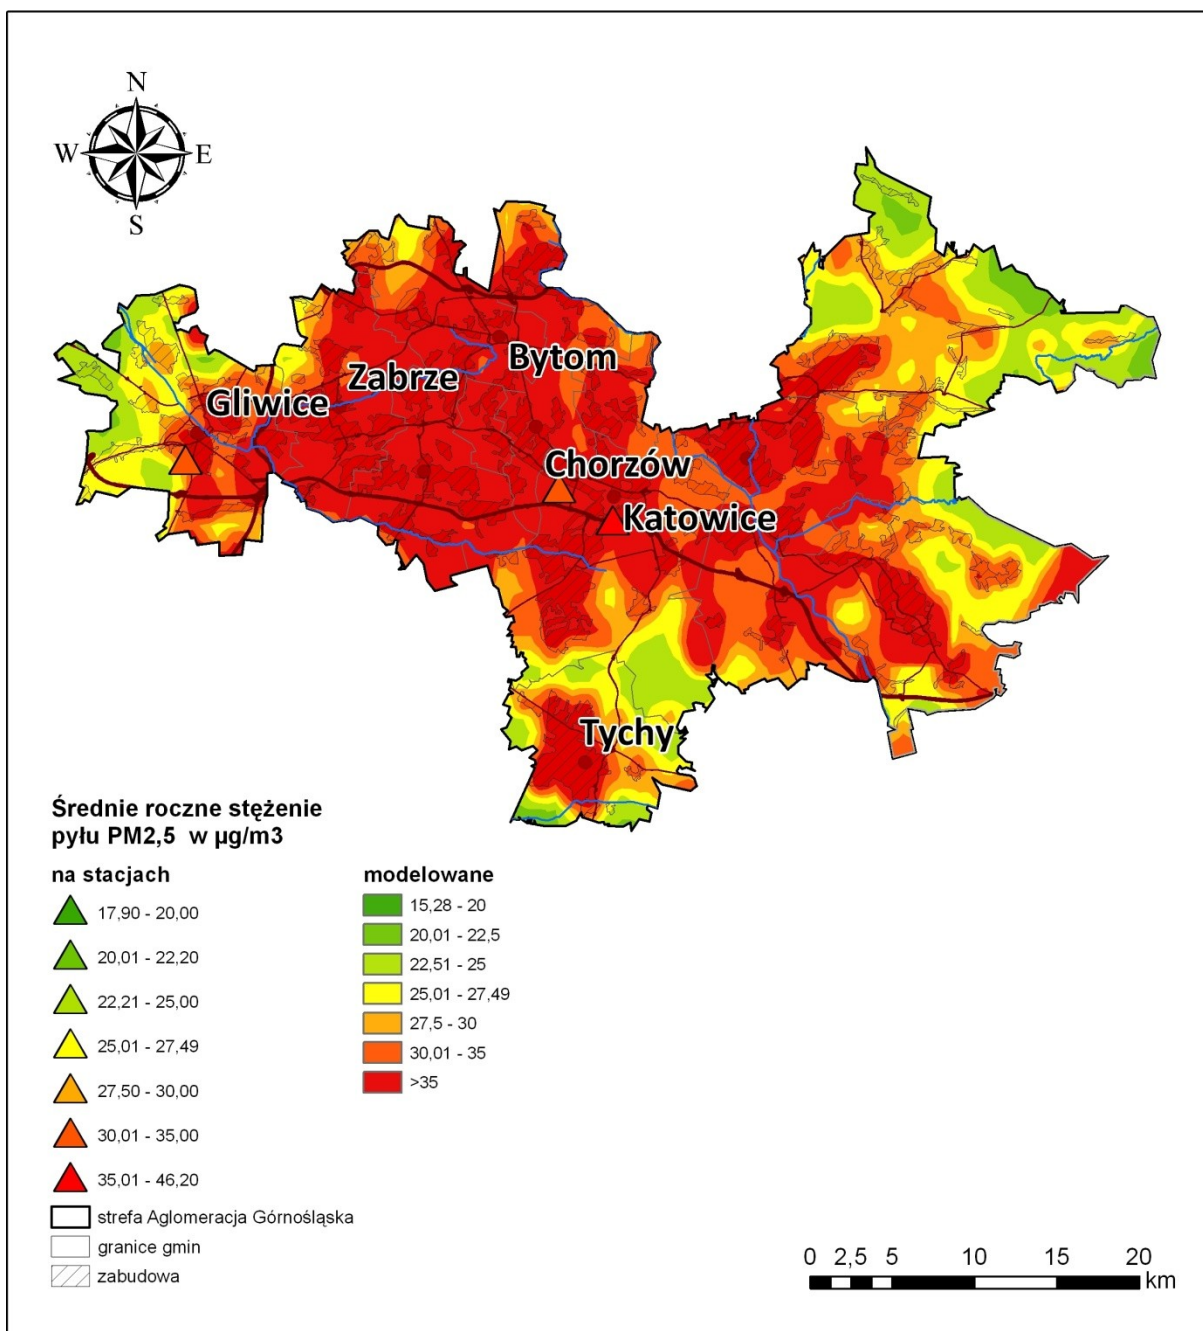 N
W E
S
Bytom
Zabrze
Gliwice
Chorzów
Katowice
Tychy
Średnie roczne stężenie
pyłu PM2,5 w µg/m3
na stacjach
17,90 - 20,00
20,01 - 22,20
22,21 - 25,00
25,01 - 27,49
27,50 - 30,00
30,01 - 35,00
35,01 - 46,20
strefa Aglomeracja Górnośląska
granice gmin
zabudowa
modelowane
15,28 - 20
20,01 - 22,5
22,51 - 25
25,01 - 27,49
27,5 - 30
30,01 - 35
>35
0 2,5 5 10 15 20
km